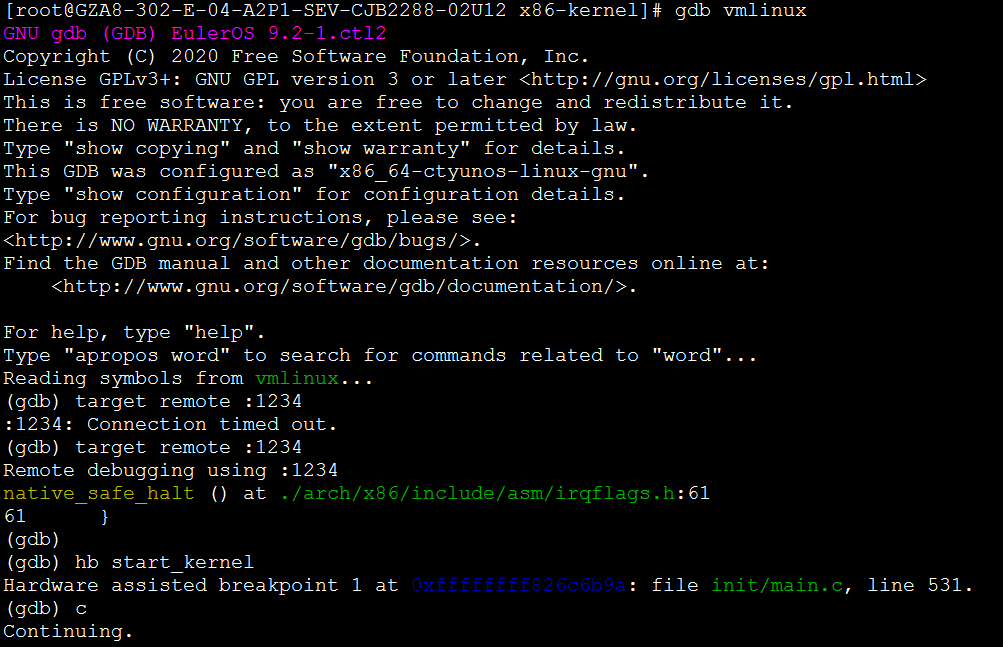 [root@GZA8-302-E-04-A2P1-SEV-CJB2288-02U12 x86-kernel]# gdb vmlinux
GNU gdb (GDB) EulerOS 9.2-1.ctl2
Copyright (C) 2020 Free Software Foundation, Inc.
License GPLv3+: GNU GPL version 3 or later <http://gnu.org/licenses/gpl.html>
This is free software: you are free to change and redistribute it.
There is NO WARRANTY, to the extent permitted by law.
Type "show copying" and "show warranty" for details.
This GDB was configured as "x86_64-ctyunos-linux-gnu".
Type "show configuration" for configuration details.
For bug reporting instructions, please see:
<http://www.gnu.org/software/gdb/bugs/>.
Find the GDB manual and other documentation resources online at:
    <http://www.gnu.org/software/gdb/documentation/>.
For help, type "help".
Type "apropos word" to search for commands related to "word"...
Reading symbols from vmlinux...
(gdb) target remote :1234
:1234: Connection timed out.
(gdb) target remote :1234
Remote debugging using :1234
native_safe_halt () at ./arch/x86/include/asm/irqflags.h:61
61      }
(gdb)
(gdb) hb start_kernel
Hardware assisted breakpoint 1 at 0xffffffff826c6b9a: file init/main.c, line 531.
(gdb) c
Continuing.